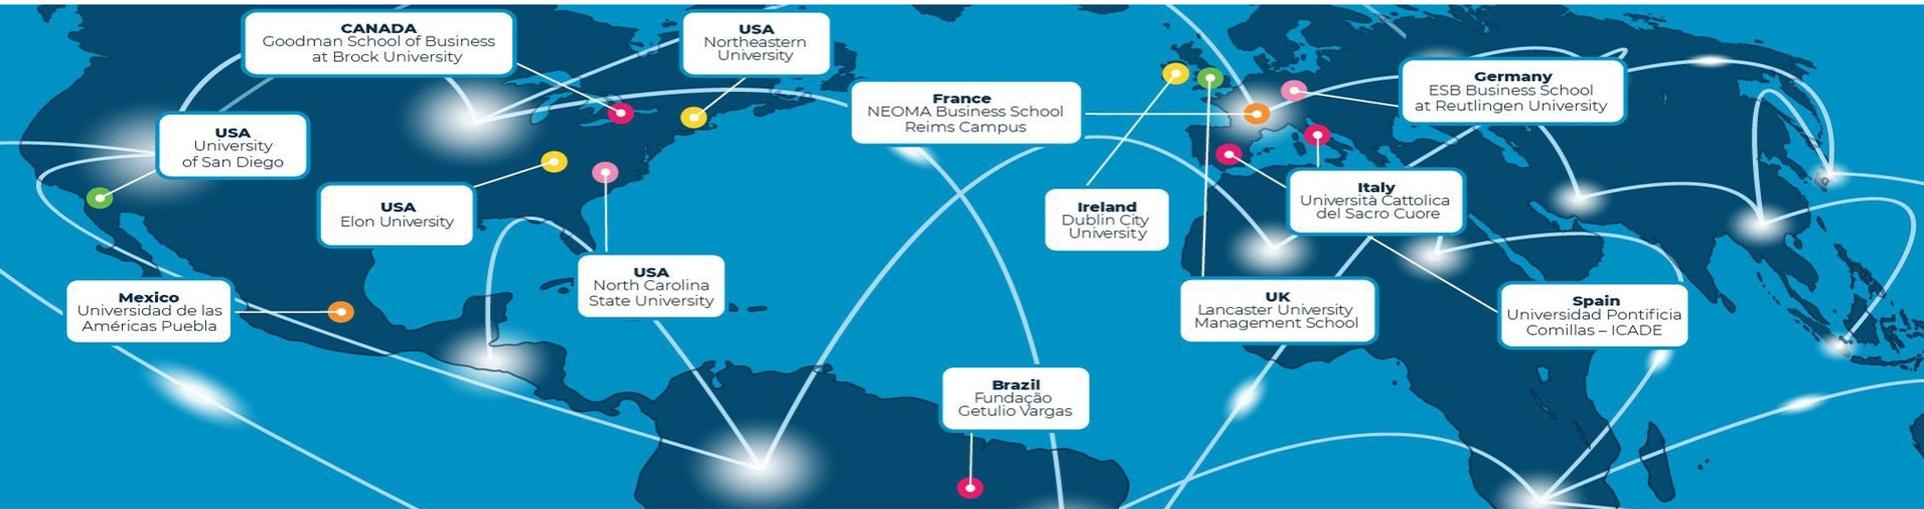 CANADA
Goodman School of Business
at Brock University
USA
Northeastern
University
USA
University
of San Diego
USA
Elon University
USA
North Carolina
State University
Mexico
Universidad de las
Américas Puebla
France
NEOMA Business School
Reims Campus
Germany
ESB Business School
at Reutlingen University
Ireland
Dublin City
University
Italy
Università Cattolica
del Sacro Cuore
UK
Lancaster University
Management School
Spain
Universidad Pontificia
Comillas – ICADE
Brazil
Fundação
Getulio Vargas